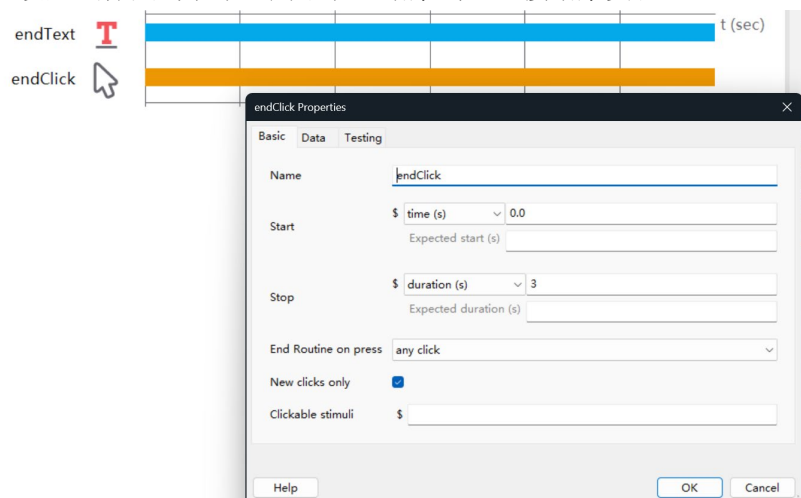 endText
t (sec)
endClick
endClick Properties
Basic Data Testing
Name endClick
$ time (s) 0.0
Start
Expected start (s)
$ duration (s) 3
Stop
Expected duration (s)
End Routine on press any click
New clicks only
Clickable stimuli $
Help OK Cancel